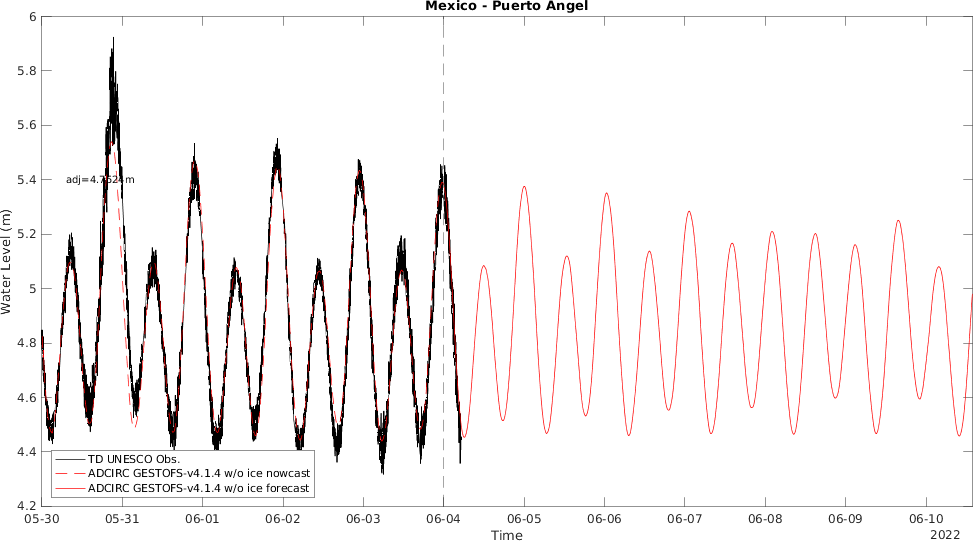 Mexico - Puerto Angel
6
5.8
5.6
5.4
5.2
5
4.8
4.6
4.4
4.2
Water Level (m)
TD UNESCO Obs.
ADCIRC GESTOFS-v4.1.4 w/o ice nowcast
ADCIRC GESTOFS-v4.1.4 w/o ice forecast
05-30 05-31 06-01 06-02 06-03 06-04 06-05 06-06 06-07 06-08 06-09 06-10
Time
2022